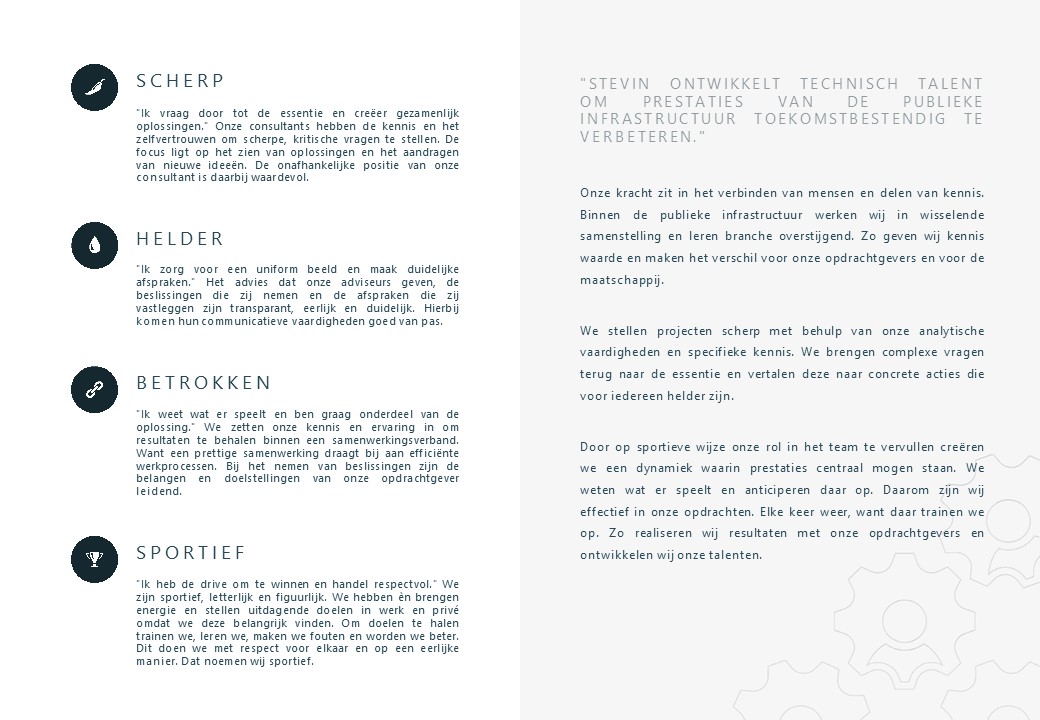 SCHERP
"Ik vraag door tot de essentie en creëer gezamenlijk
oplossingen." Onze consultants hebben de kennis en het
zelfvertrouwen om scherpe, kritische vragen te stellen. De
focus ligt op het zien van oplossingen en het aandragen
van nieuwe ideeën. De onafhankelijke positie van onze
consultant is daarbij waardevol.
HELDER
"Ik zorg voor een uniform beeld en maak duidelijke
afspraken." Het advies dat onze adviseurs geven, de
beslissingen die zij nemen en de afspraken die zij
vastleggen zijn transparant, eerlijk en duidelijk. Hierbij
komen hun communicatieve vaardigheden goed van pas.
BETROKKEN
"Ik weet wat er speelt en ben graag onderdeel van de
oplossing." We zetten onze kennis en ervaring in om
resultaten te behalen binnen een samenwerkingsverband.
Want een prettige samenwerking draagt bij aan efficiënte
werkprocessen. Bij het nemen van beslissingen zijn de
belangen en doelstellingen van onze opdrachtgever
leidend.
SPORTIEF
"Ik heb de drive om te winnen en handel respectvol." We
zijn sportief, letterlijk en figuurlijk. We hebben èn brengen
energie en stellen uitdagende doelen in werk en privé
omdat we deze belangrijk vinden. Om doelen te halen
trainen we, leren we, maken we fouten en worden we beter.
Dit doen we met respect voor elkaar en op een eerlijke
manier. Dat noemen wij sportief.
"STEVIN ONTWIKKELT TECHNISCH TALENT
OM PRESTATIES VAN DE PUBLIEKE
INFRASTRUCTUUR TOEKOMSTBESTENDIG TE
VERBETEREN."
Onze kracht zit in het verbinden van mensen en delen van kennis.
Binnen de publieke infrastructuur werken wij in wisselende
samenstelling en leren branche overstijgend. Zo geven wij kennis
waarde en maken het verschil voor onze opdrachtgevers en voor de
maatschappij.
We stellen projecten scherp met behulp van onze analytische
vaardigheden en specifieke kennis. We brengen complexe vragen
terug naar de essentie en vertalen deze naar concrete acties die
voor iedereen helder zijn.
Door op sportieve wijze onze rol in het team te vervullen creëren
we een dynamiek waarin prestaties centraal mogen staan. We
weten wat er speelt en anticiperen daar op. Daarom zijn wij
effectief in onze opdrachten. Elke keer weer, want daar trainen we
op. Zo realiseren wij resultaten met onze opdrachtgevers en
ontwikkelen wij onze talenten.